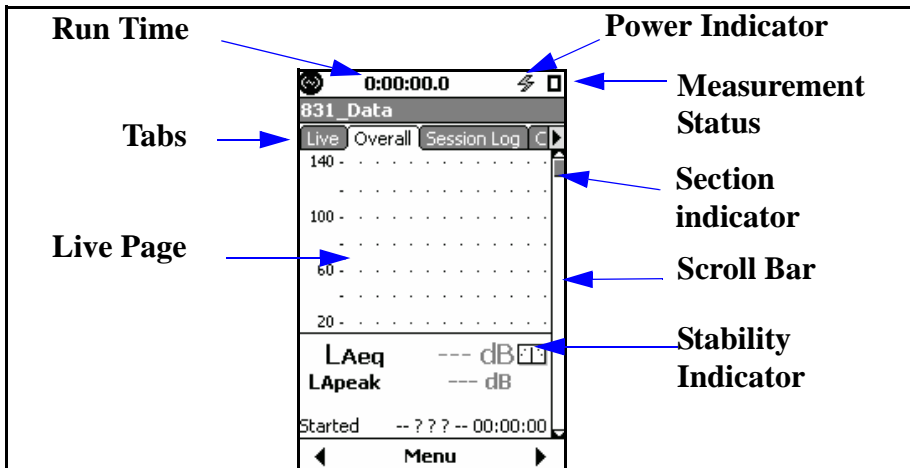 Run Time
Power Indicator
0:00:00.0
Measurement
Status
831_Data
Tabs
Live Overall Session Log C
140
Section
indicator
100
Live Page
60
Scroll Bar
20
Stability
Indicator
LAeq --- dB
LApeak --- dB
Started -- ? ? ? -- 00:00:00
Menu